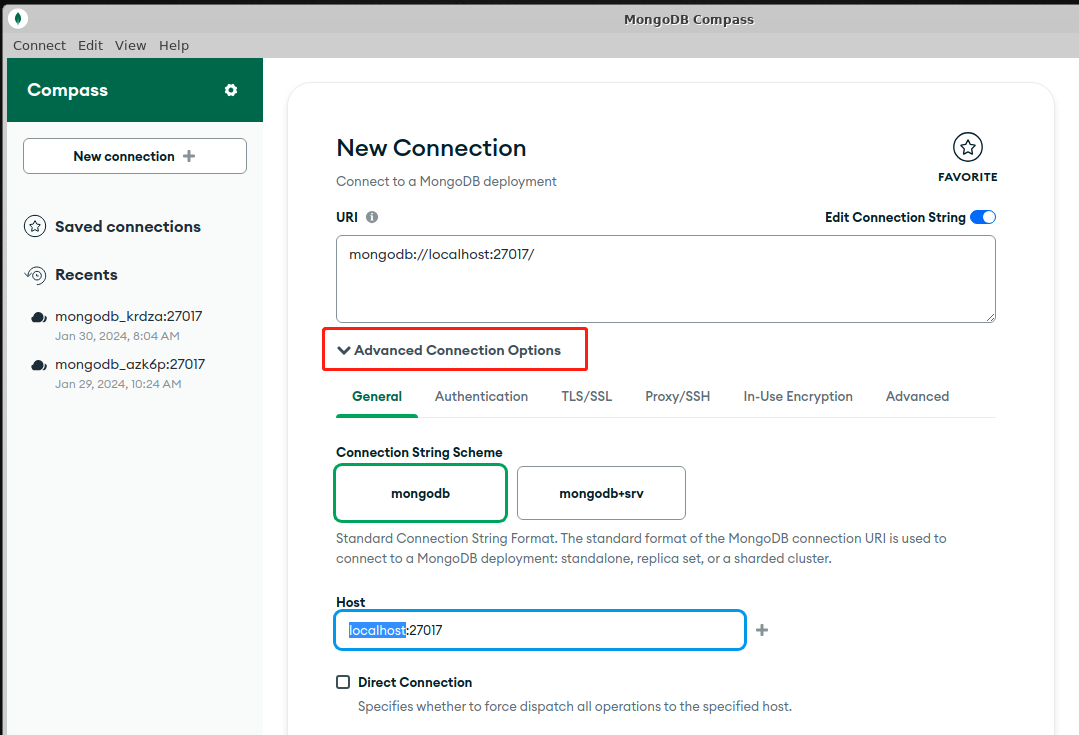 MongoDB Compass
Connect Edit View Help
Compass
New connection
Saved connections
Recents
mongodb_krdza:27017
Jan 30, 2024, 8:04 AM
mongodb_azk6p:27017
Jan 29, 2024, 10:24 AM
New Connection
FAVORITE
Connect to a MongoDB deployment
URI
Edit Connection String
mongodb://localhost:27017/
Advanced Connection Options
General Authentication TLS/SSL Proxy/SSH In-Use Encryption Advanced
Connection String Scheme
mongodb mongodb+srv
Standard Connection String Format. The standard format of the MongoDB connection URI is used to
connect to a MongoDB deployment: standalone, replica set, or a sharded cluster.
Host
localhost:27017
Direct Connection
Specifies whether to force dispatch all operations to the specified host.